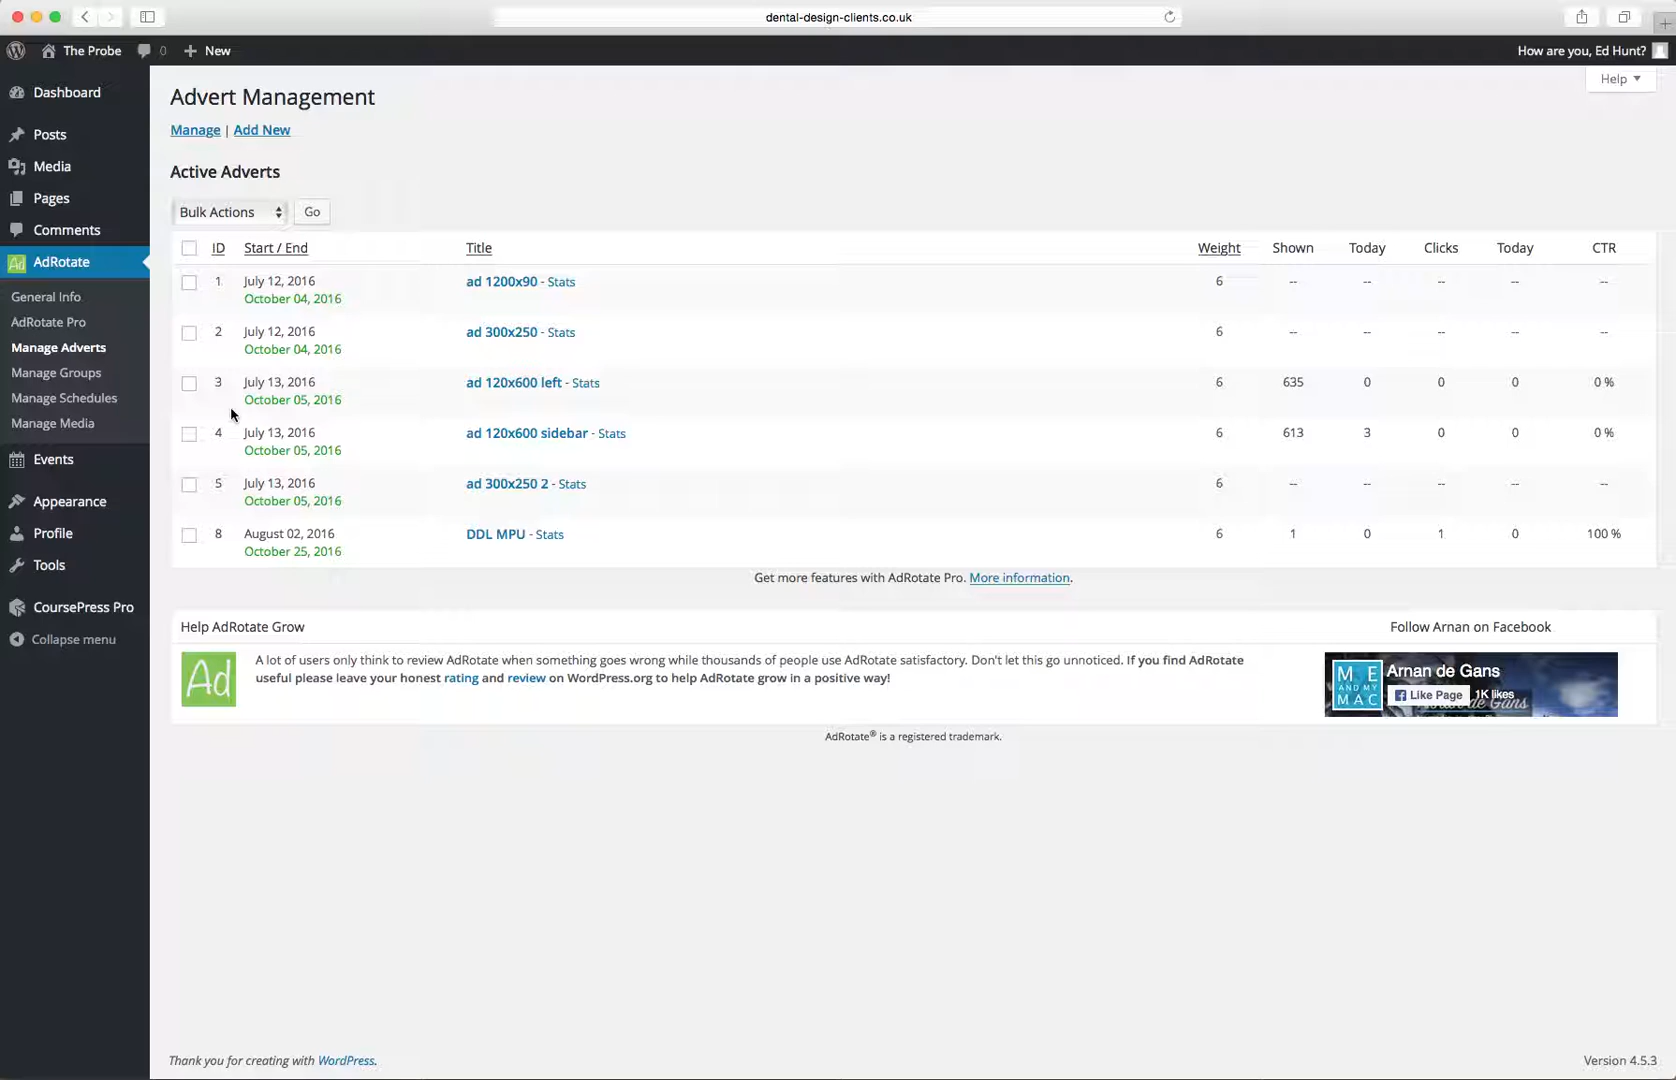 dental-design-clients.co.uk
The Probe 0 New How are you, Ed Hunt?
Help
Dashboard
Posts
Media
Pages
Comments
AdRotate
General Info
AdRotate Pro
Manage Adverts
Manage Groups
Manage Schedules
Manage Media
Events
Appearance
Profile
Tools
CoursePress Pro
Collapse menu
Advert Management
Manage | Add New
Active Adverts
Bulk Actions Go
ID Start / End Title Weight Shown Today Clicks Today CTR
1 July 12, 2016 ad 1200x90 - Stats 6 -- -- -- -- --
October 04, 2016
2 July 12, 2016 ad 300x250 - Stats 6 -- -- -- -- --
October 04, 2016
3 July 13, 2016 ad 120x600 left - Stats 6 635 0 0 0 0 %
October 05, 2016
4 July 13, 2016 ad 120x600 sidebar - Stats 6 613 3 0 0 0 %
October 05, 2016
5 July 13, 2016 ad 300x250 2 - Stats 6 -- -- -- -- --
October 05, 2016
8 August 02, 2016 DDL MPU - Stats 6 1 0 1 0 100 %
October 25, 2016
Get more features with AdRotate Pro. More information.
Help AdRotate Grow Follow Arnan on Facebook
Ad
A lot of users only think to review AdRotate when something goes wrong while thousands of people use AdRotate satisfactory. Don't let this go unnoticed. If you find AdRotate
useful please leave your honest rating and review on WordPress.org to help AdRotate grow in a positive way!
ME
AND MY
MAC
Arnan de Gans
Like Page 1K likes
AdRotate® is a registered trademark.
Thank you for creating with WordPress. Version 4.5.3